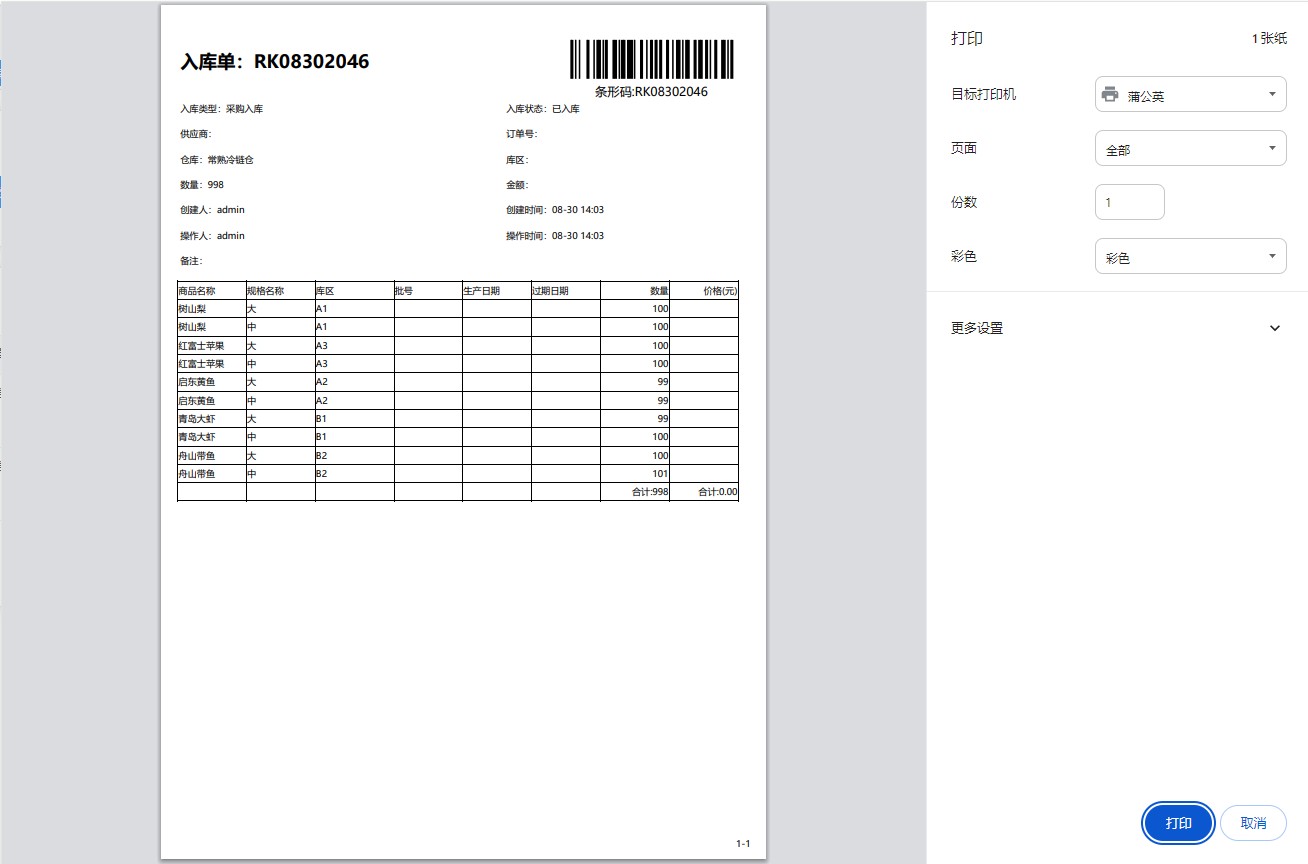 入库单：RK08302046
条形码:RK08302046
入库类型：采购入库 入库状态：已入库
供应商： 订单号：
仓库：常熟冷链仓 库区：
数量：998 金额：
创建人：admin 创建时间：08-30 14:03
操作人：admin 操作时间：08-30 14:03
备注：
商品名称 规格名称 库区 批号 生产日期 过期日期 数量 价格(元)
树山梨 大 A1 100
树山梨 中 A1 100
红富士苹果 大 A3 100
红富士苹果 中 A3 100
启东黄鱼 大 A2 99
启东黄鱼 中 A2 99
青岛大虾 大 B1 99
青岛大虾 中 B1 100
舟山带鱼 大 B2 100
舟山带鱼 中 B2 101
合计:998 合计:0.00
1-1
打印 1 张纸
目标打印机 蒲公英
页面 全部
份数 1
彩色 彩色
更多设置
打印 取消